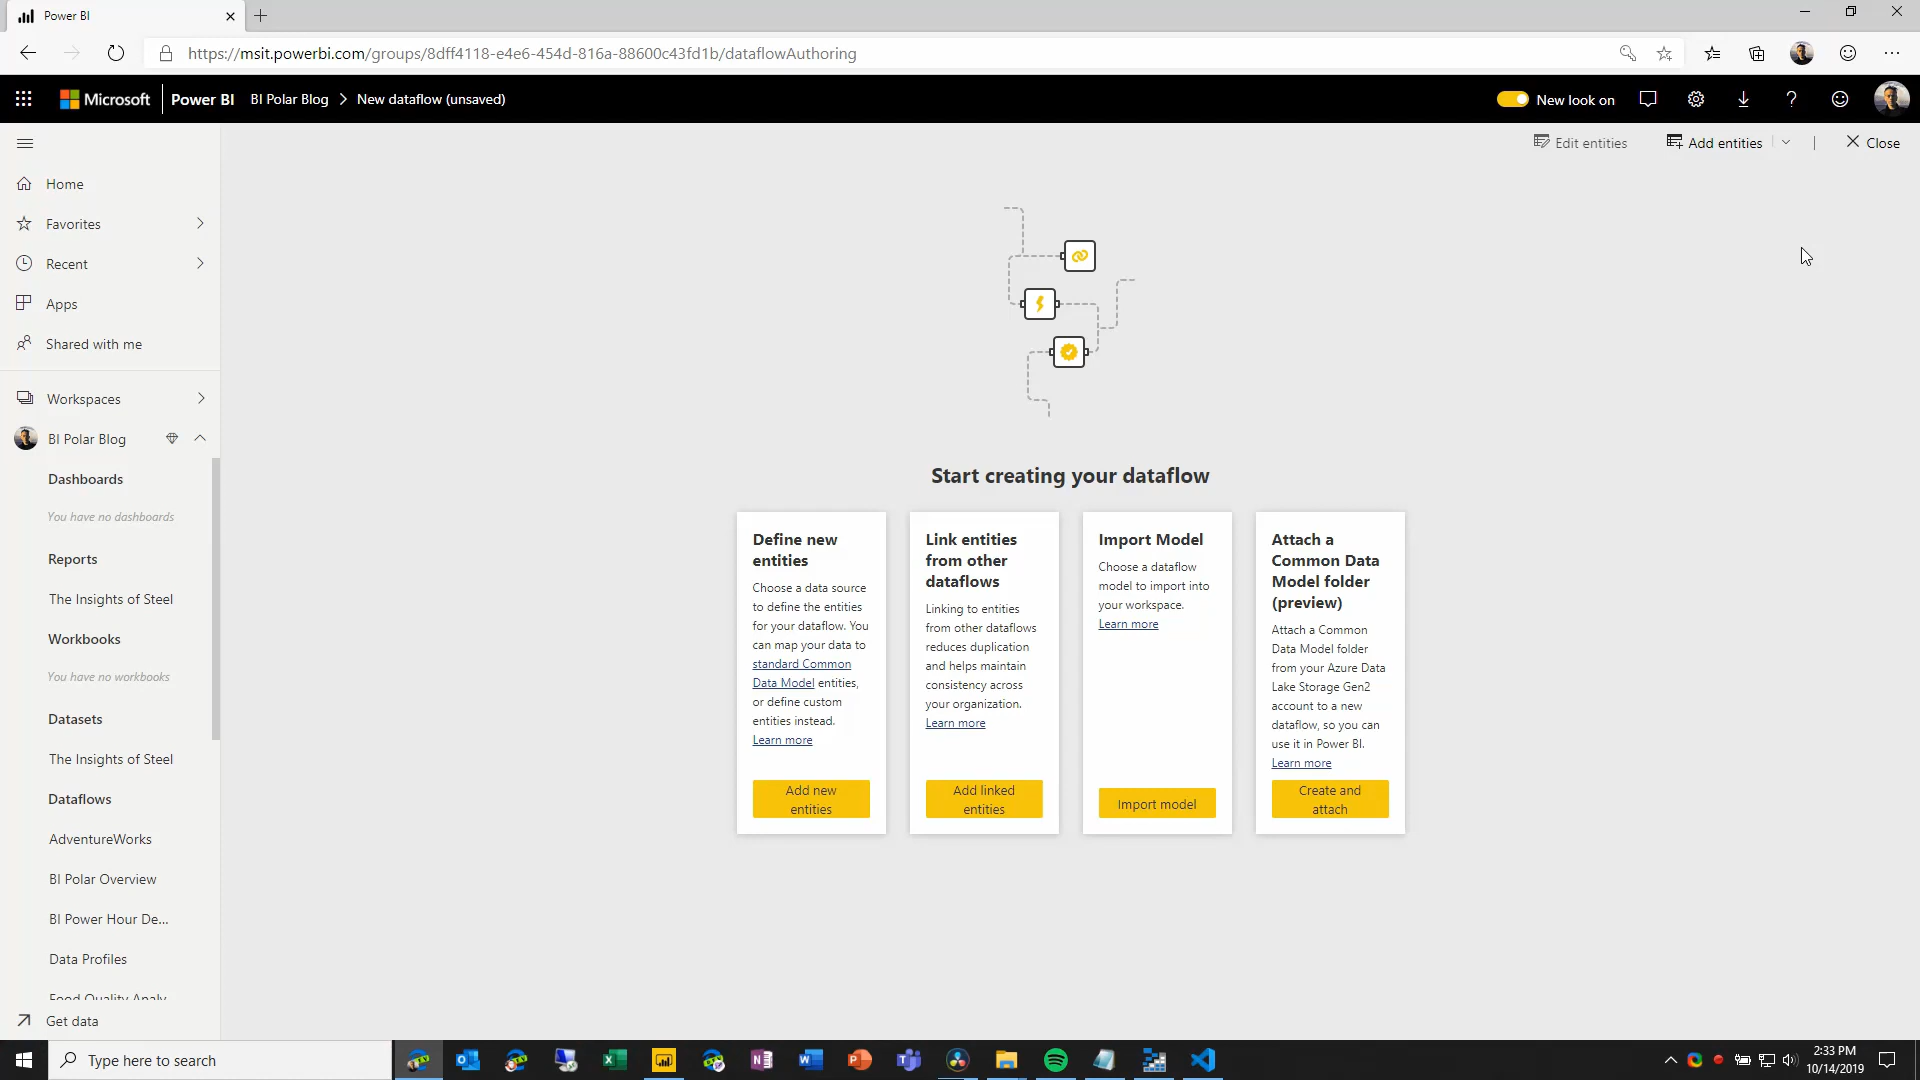 Power BI
https://msit.powerbi.com/groups/8dff4118-e4e6-454d-816a-88600c43fd1b/dataflowAuthoring
Microsoft Power BI BI Polar Blog New dataflow (unsaved) New look on
Edit entities Add entities Close
Home
Favorites
Recent
Apps
Shared with me
Workspaces
BI Polar Blog
Dashboards
You have no dashboards
Reports
The Insights of Steel
Workbooks
You have no workbooks
Datasets
The Insights of Steel
Dataflows
AdventureWorks
BI Polar Overview
BI Power Hour De...
Data Profiles
Food Quality Analy
Get data
Start creating your dataflow
Define new
entities
Choose a data source
to define the entities
for your dataflow. You
can map your data to
standard Common
Data Model entities,
or define custom
entities instead.
Learn more
Add new
entities
Link entities
from other
dataflows
Linking to entities
from other dataflows
reduces duplication
and helps maintain
consistency across
your organization.
Learn more
Add linked
entities
Import Model
Choose a dataflow
model to import into
your workspace.
Learn more
Import model
Attach a
Common Data
Model folder
(preview)
Attach a Common
Data Model folder
from your Azure Data
Lake Storage Gen2
account to a new
dataflow, so you can
use it in Power BI.
Learn more
Create and
attach
Type here to search
2:33 PM
10/14/2019